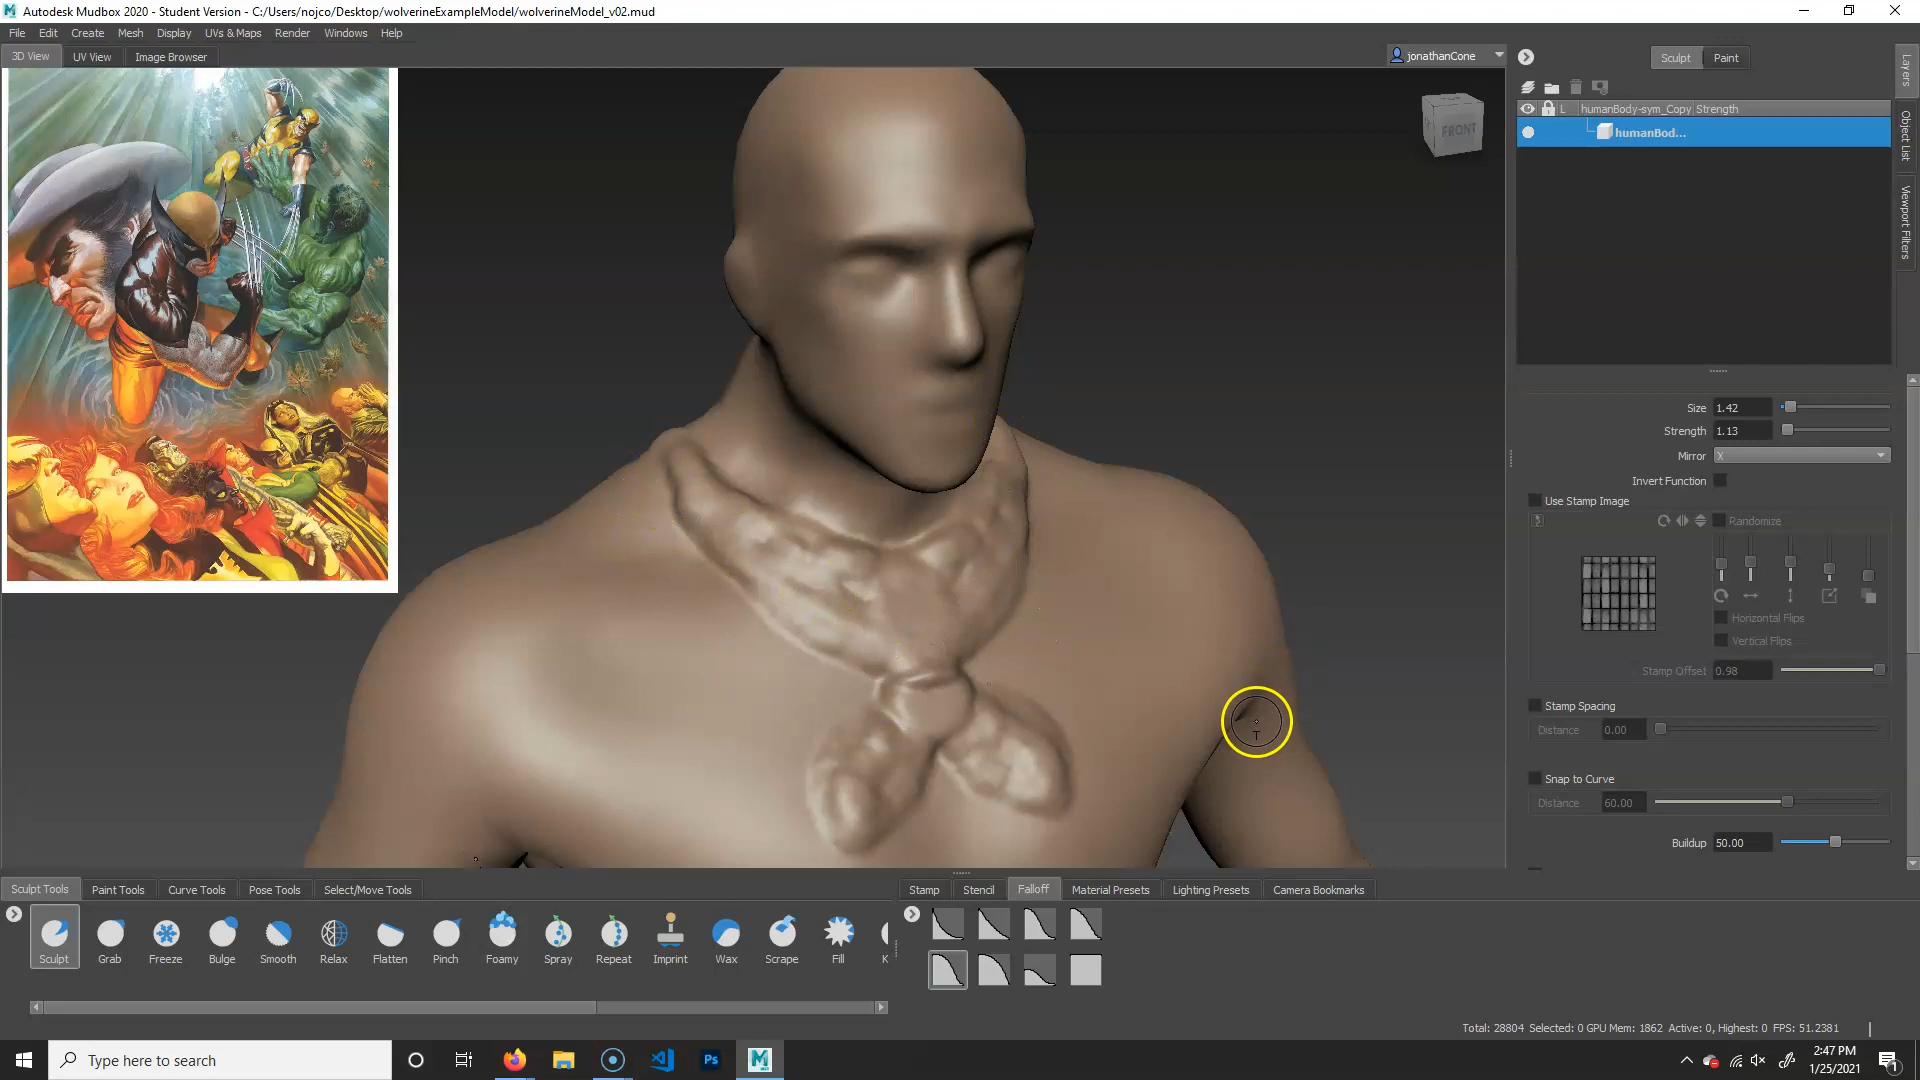 Autodesk Mudbox 2020 - Student Version - C:/Users/nojco/Desktop/wolverineExampleModel/wolverineModel_v02.mud
File Edit Create Mesh Display UVs & Maps Render Windows Help
3D View UV View Image Browser
jonathanCone
Sculpt Paint
Layers
Object List
Viewport Filters
L humanBody-sym_Copy Strength
humanBod...
FRONT
Size 1.42
Strength 1.13
Mirror X
Invert Function
Use Stamp Image
Randomize
Horizontal Flips
Vertical Flips
Stamp Offset 0.98
Stamp Spacing
Distance 0.00
Snap to Curve
Distance 60.00
Buildup 50.00
T
Sculpt Tools Paint Tools Curve Tools Pose Tools Select/Move Tools
Stamp Stencil Falloff Material Presets Lighting Presets Camera Bookmarks
Sculpt Grab Freeze Bulge Smooth Relax Flatten Pinch Foamy Spray Repeat Imprint Wax Scrape Fill K
Total: 28804 Selected: 0 GPU Mem: 1862 Active: 0, Highest: 0 FPS: 51.2381
Type here to search
Ps
M
2:47 PM
1/25/2021
1